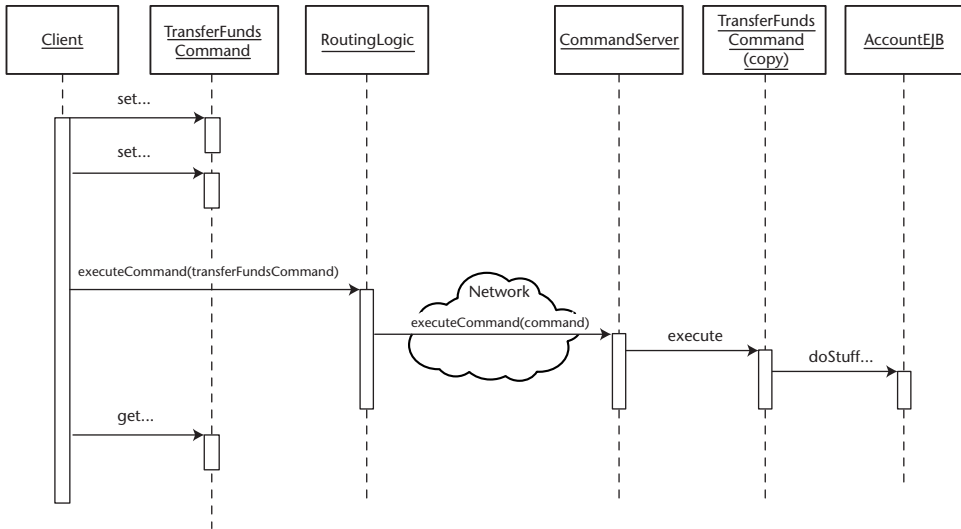 Client
TransferFunds
Command
RoutingLogic
CommandServer
TransferFunds
Command
(copy)
AccountEJB
set...
set...
executeCommand(transferFundsCommand)
Network
executeCommand(command)
execute
doStuff...
get...